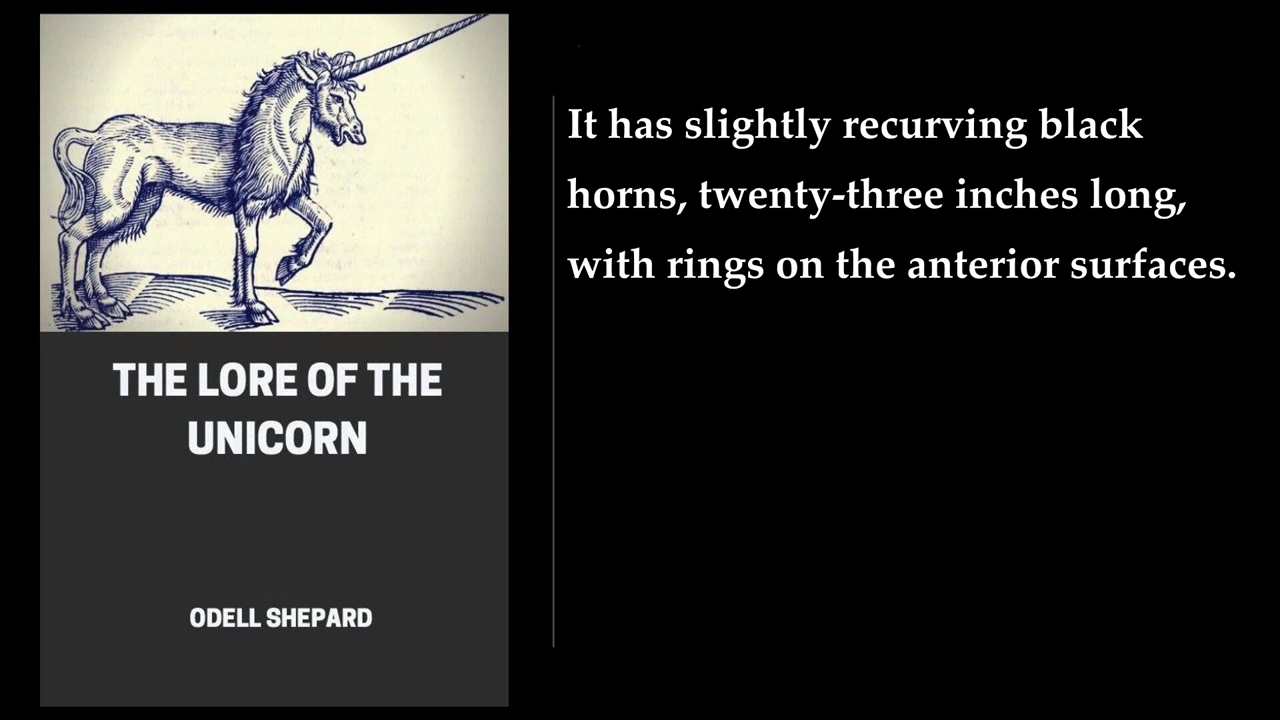 THE LORE OF THE
UNICORN
ODELL SHEPARD
It has slightly recurving black
horns, twenty-three inches long,
with rings on the anterior surfaces.